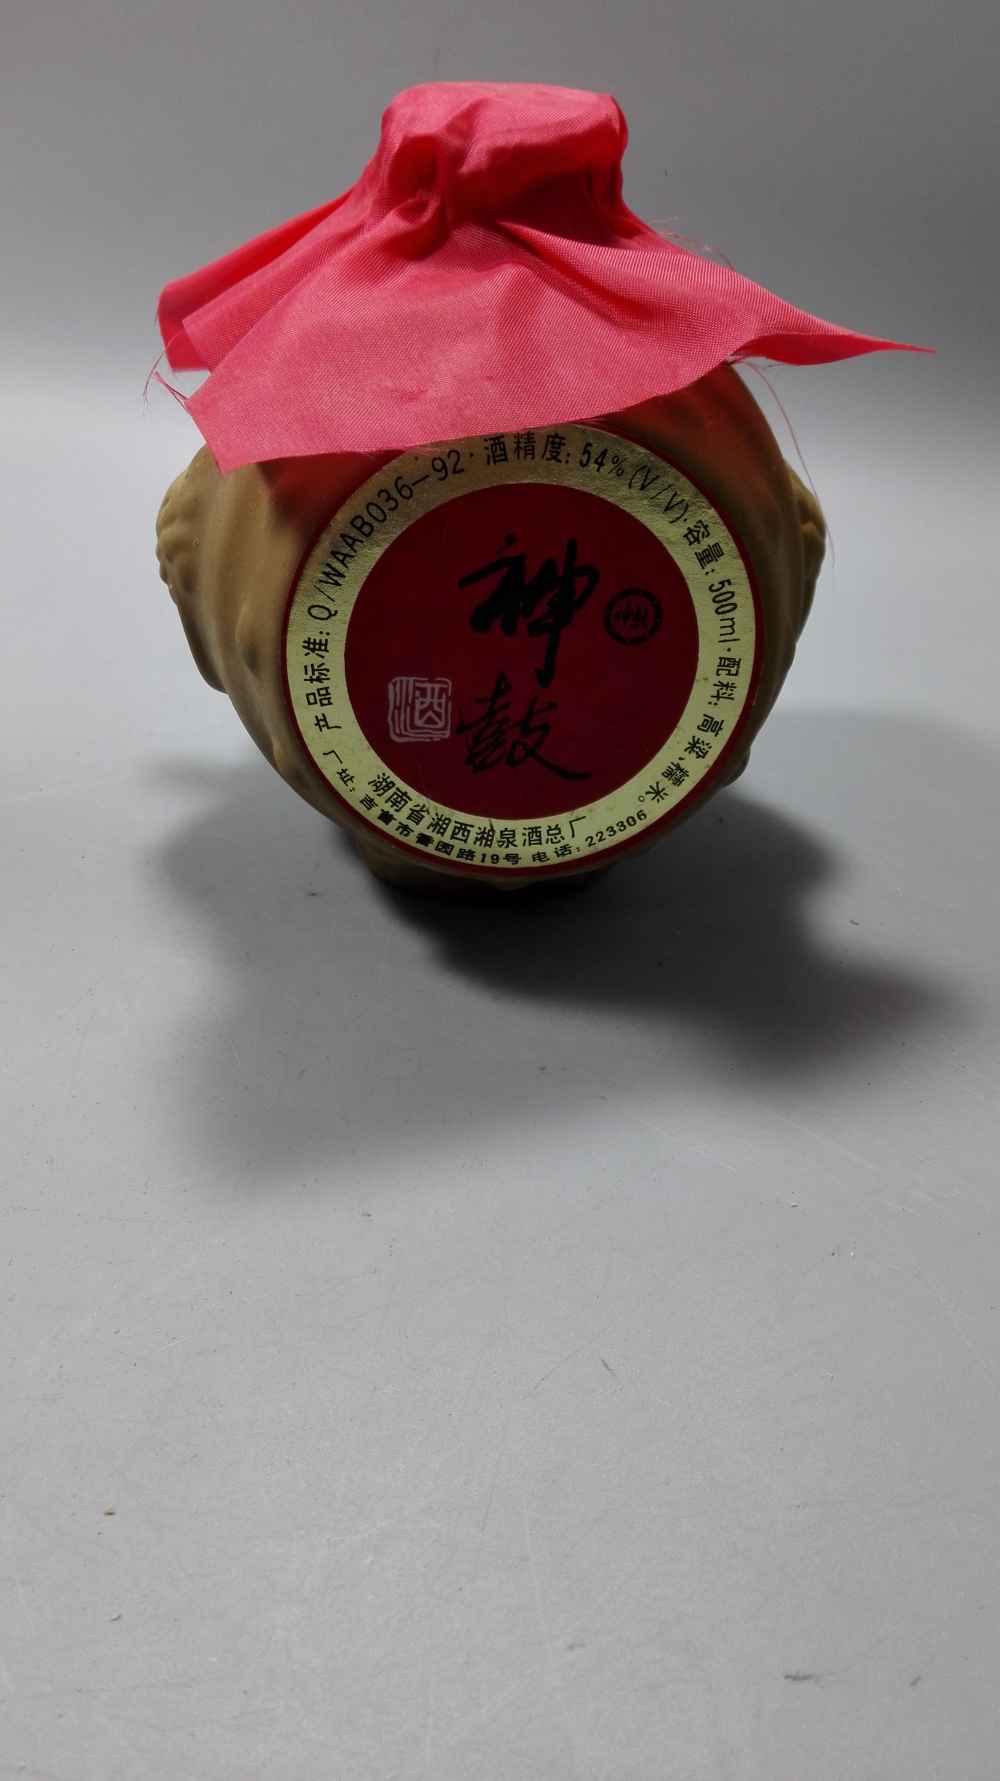 产品标准: Q/WAAB036-92·酒精度: 54%(V/V)·容量: 500ml·配料: 高粱、糯米。
神鼓
酒
湖南省湘西湘泉酒总厂
厂址: 吉首市香园路19号 电话: 223306